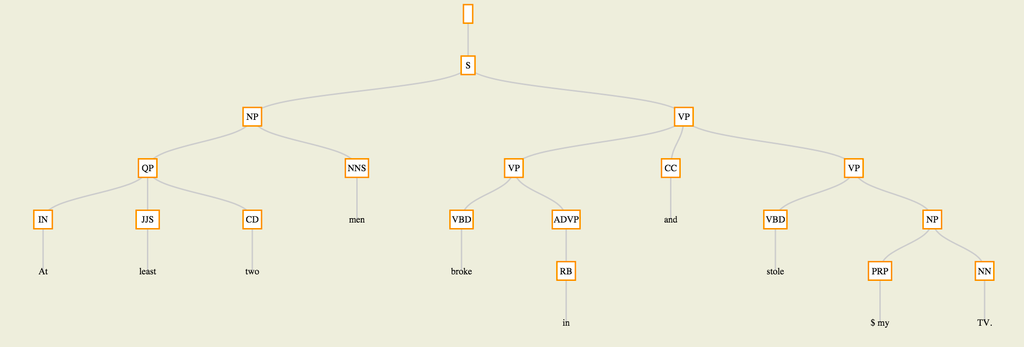 S
NP VP
QP NNS VP CC VP
IN JJS CD men VBD ADVP and VBD NP
At least two broke RB stole PRP NN
in $ my TV.